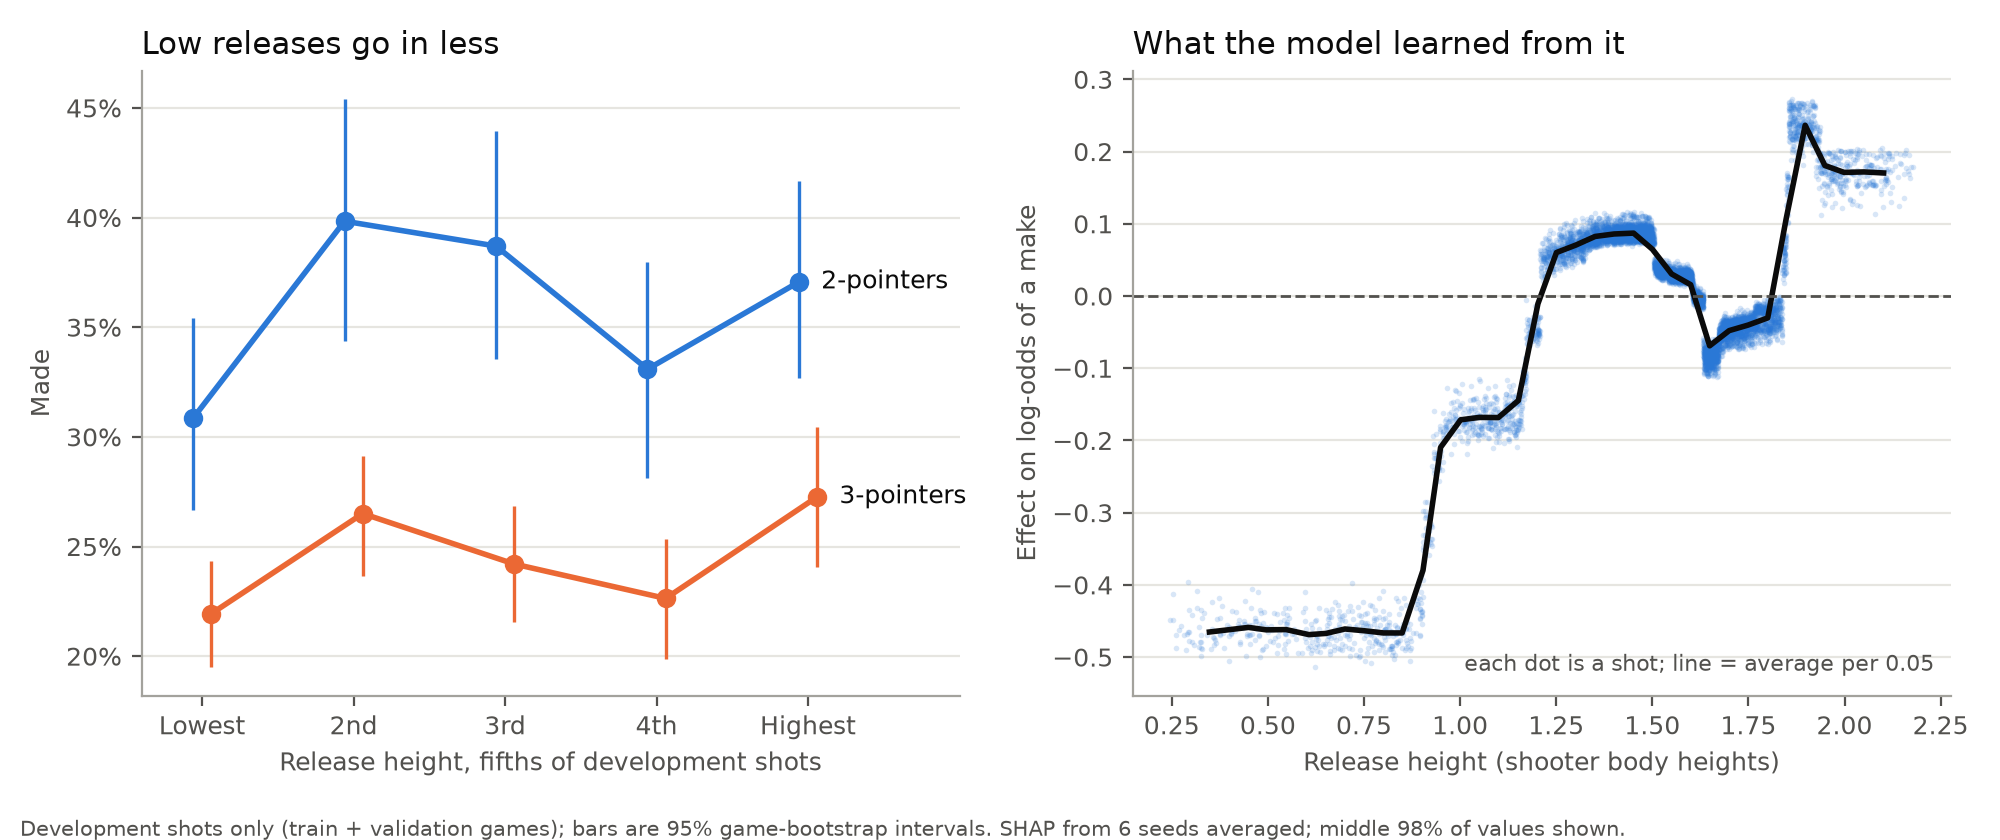 Low releases go in less
Made
45%
40%
35%
30%
25%
20%
2-pointers
3-pointers
Lowest
2nd
3rd
4th
Highest
Release height, fifths of development shots
What the model learned from it
Effect on log-odds of a make
0.3
0.2
0.1
0.0
−0.1
−0.2
−0.3
−0.4
−0.5
each dot is a shot; line = average per 0.05
0.25
0.50
0.75
1.00
1.25
1.50
1.75
2.00
2.25
Release height (shooter body heights)
Development shots only (train + validation games); bars are 95% game-bootstrap intervals. SHAP from 6 seeds averaged; middle 98% of values shown.